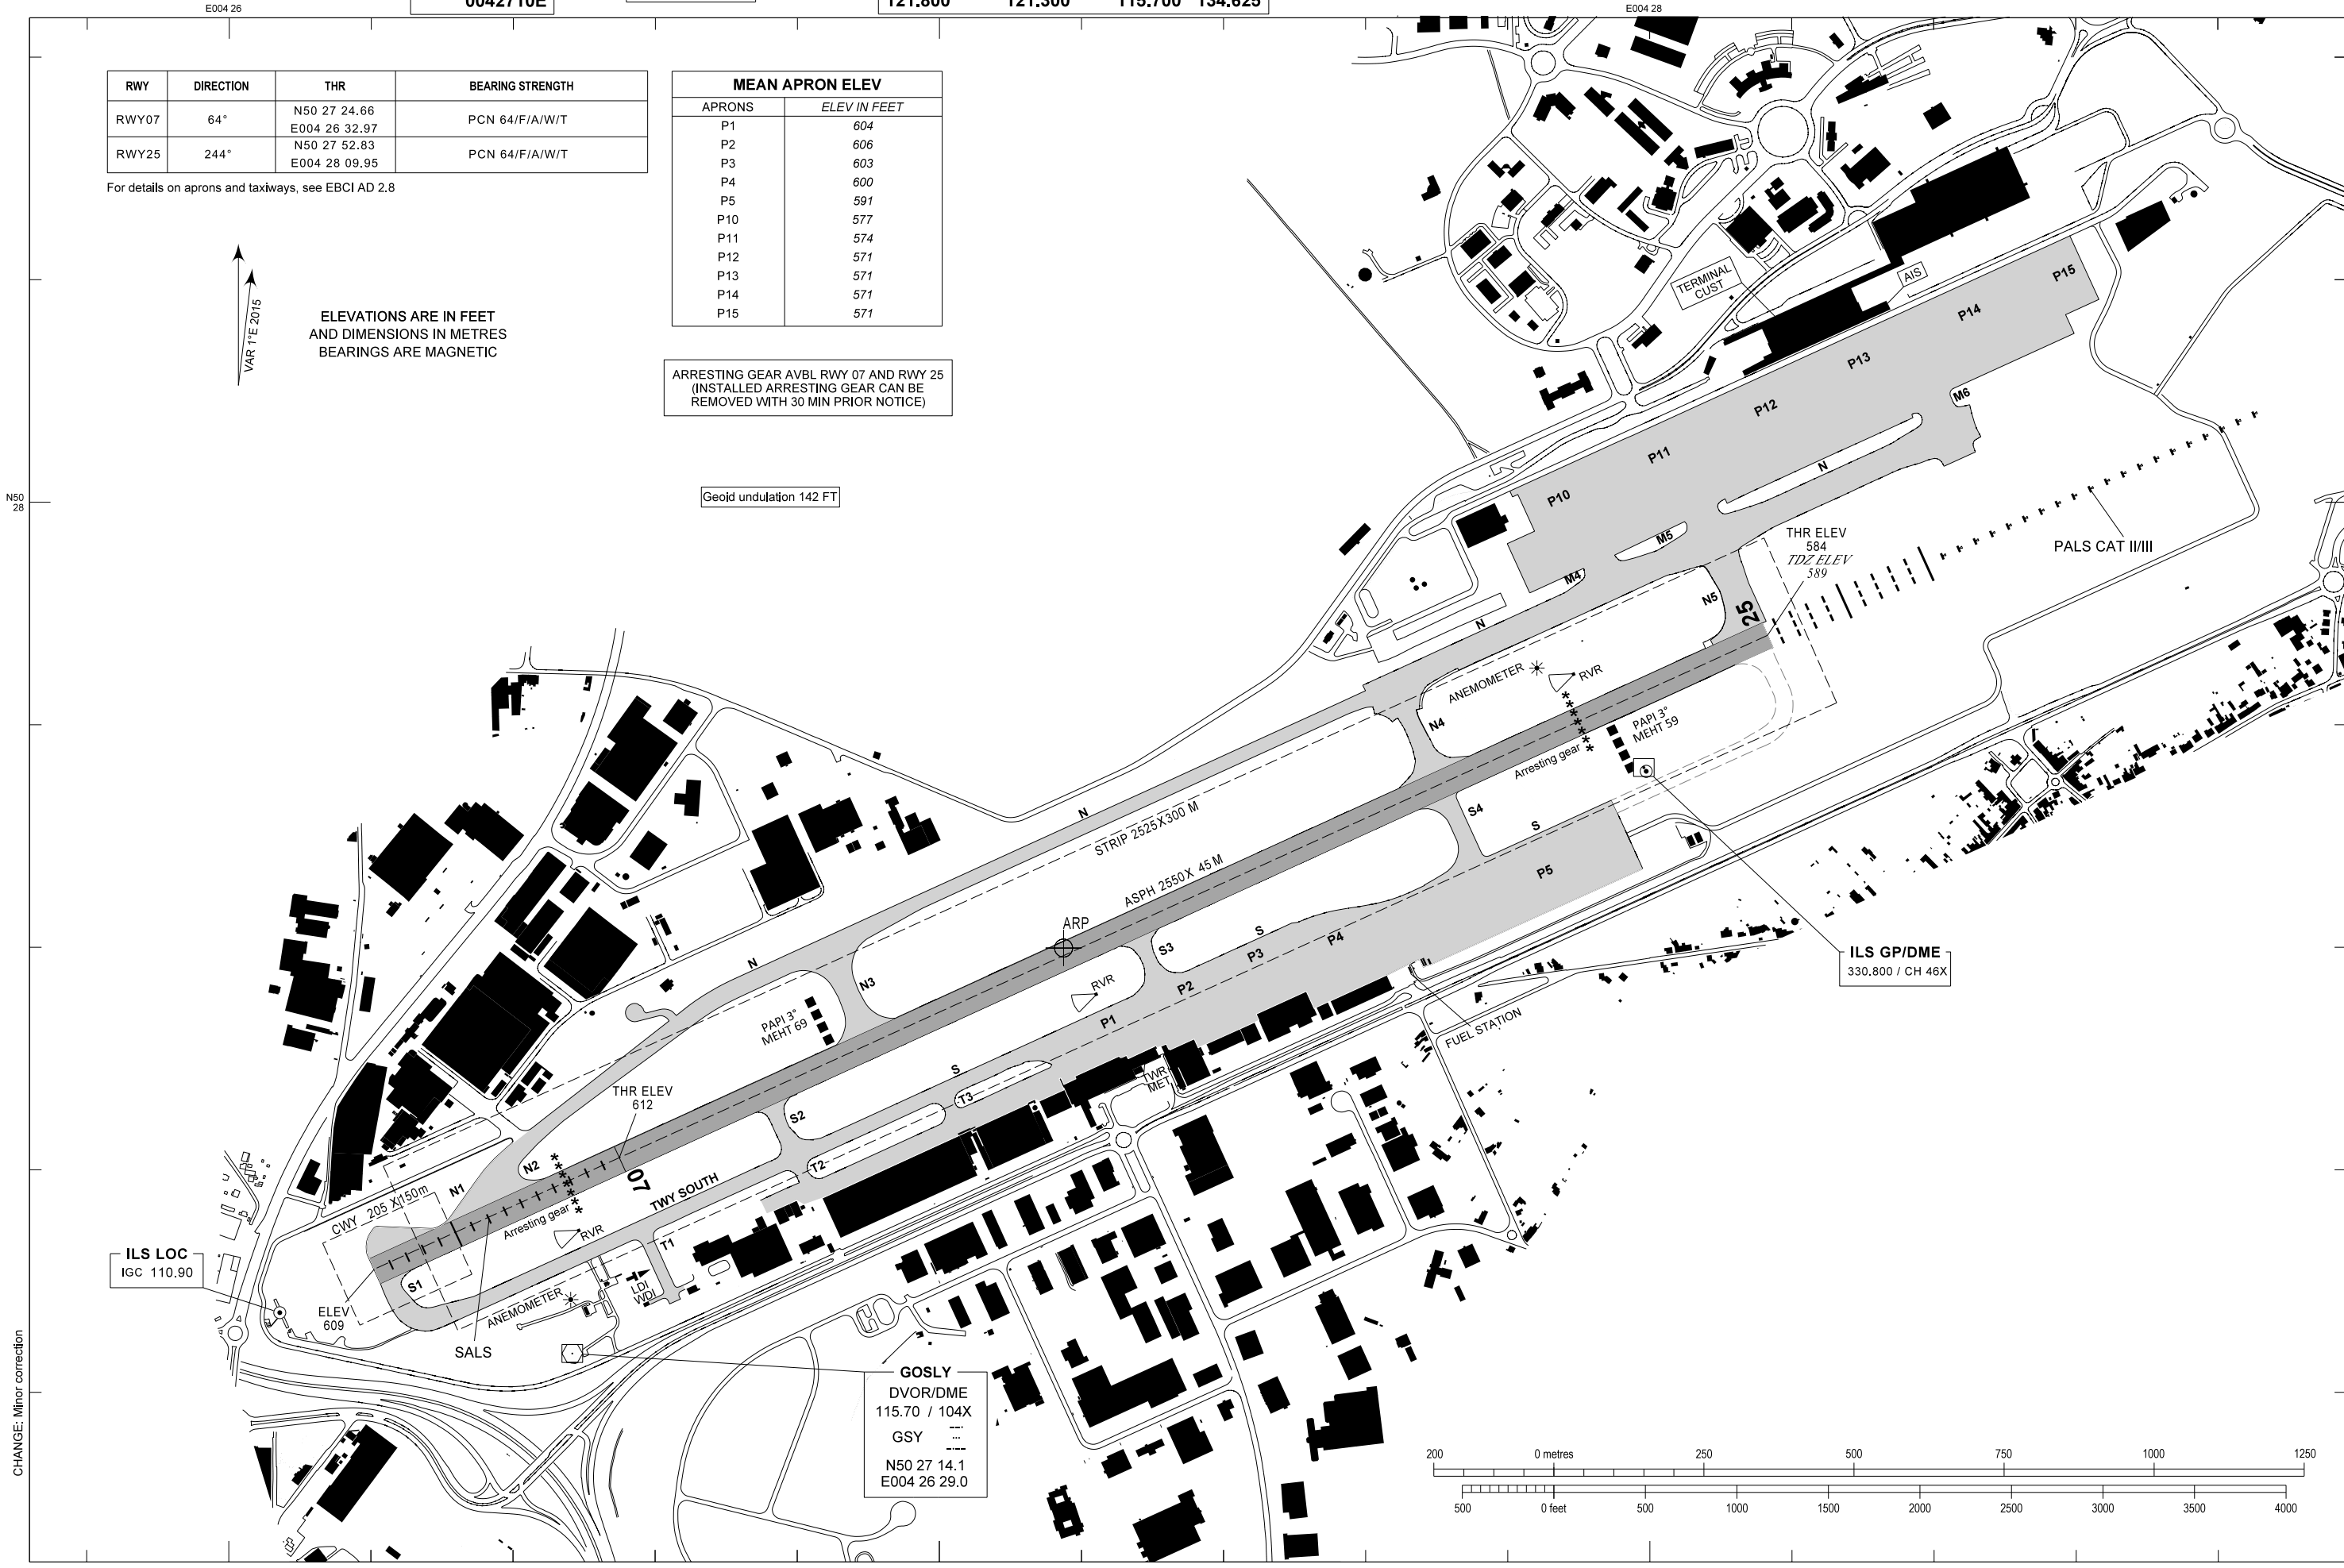 E004 26
0042710E
121.800 121.300 115.700 134.625
E004 28
RWY DIRECTION THR BEARING STRENGTH
RWY07 64° N50 27 24.66 E004 26 32.97 PCN 64/F/A/W/T
RWY25 244° N50 27 52.83 E004 28 09.95 PCN 64/F/A/W/T
For details on aprons and taxiways, see EBCI AD 2.8
MEAN APRON ELEV
APRONS ELEV IN FEET
P1 604
P2 606
P3 603
P4 600
P5 591
P10 577
P11 574
P12 571
P13 571
P14 571
P15 571
VAR 1°E 2015
ELEVATIONS ARE IN FEET
AND DIMENSIONS IN METRES
BEARINGS ARE MAGNETIC
ARRESTING GEAR AVBL RWY 07 AND RWY 25
(INSTALLED ARRESTING GEAR CAN BE
REMOVED WITH 30 MIN PRIOR NOTICE)
Geoid undulation 142 FT
N50
28
TERMINAL
CUST
AIS
P15
P14
P13
P12
P11
P10
M6
N
M5
M4
N
N5
25
THR ELEV
584
TDZ ELEV
589
PALS CAT II/III
ANEMOMETER
RVR
N4
PAPI 3°
MEHT 59
Arresting gear
S4
S
P5
N
STRIP 2525X300 M
ASPH 2550X 45 M
ARP
S3
S
P3
P4
P2
RVR
P1
ILS GP/DME
330.800 / CH 46X
FUEL STATION
N
N3
PAPI 3°
MEHT 69
S
T3
TWR
MET
S2
T2
THR ELEV
612
N2
07
TWY SOUTH
N1
CWY 205 X150m
Arresting gear
RVR
T1
S1
LDI
WDI
ANEMOMETER
ILS LOC
IGC 110.90
ELEV
609
SALS
GOSLY
DVOR/DME
115.70 / 104X
GSY
N50 27 14.1
E004 26 29.0
CHANGE: Minor correction
200 0 metres 250 500 750 1000 1250
500 0 feet 500 1000 1500 2000 2500 3000 3500 4000